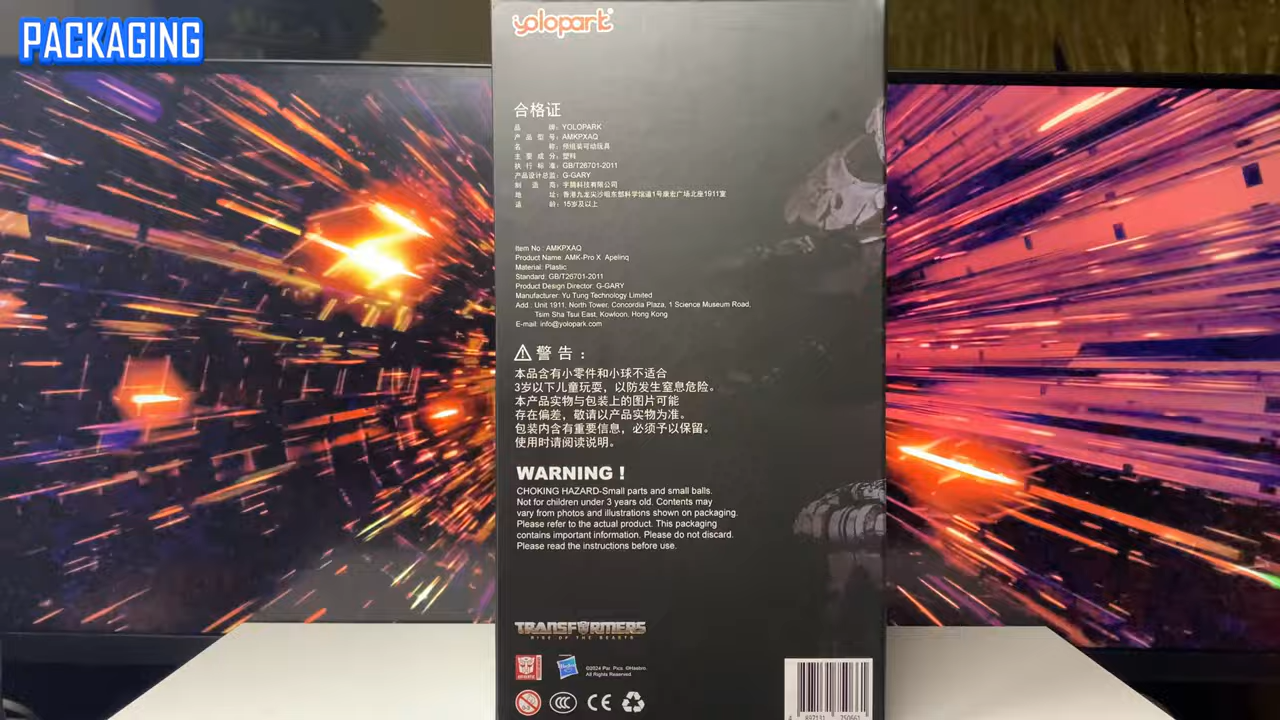 PACKAGING
yolopart
合格证
品 牌：YOLOPARK
产 品 型 号：AMKPXAQ
名 称：预组装可动玩具
主 要 成 分：塑料
执 行 标 准：GB/T26701-2011
产品设计总监：G-GARY
制 造 商：宇腾科技有限公司
地 址：香港九龙尖沙咀东部科学馆道1号康宏广场北座1911室
适 龄：15岁及以上
Item No : AMKPXAQ
Product Name: AMK-Pro X Apelinq
Material: Plastic
Standard: GB/T26701-2011
Product Design Director: G-GARY
Manufacturer: Yu Tung Technology Limited
Add : Unit 1911, North Tower, Concordia Plaza, 1 Science Museum Road,
Tsim Sha Tsui East, Kowloon, Hong Kong
E-mail: info@yolopark.com
警 告 ：
本品含有小零件和小球不适合
3岁以下儿童玩耍，以防发生窒息危险。
本产品实物与包装上的图片可能
存在偏差，敬请以产品实物为准。
包装内含有重要信息，必须予以保留。
使用时请阅读说明。
WARNING !
CHOKING HAZARD-Small parts and small balls.
Not for children under 3 years old. Contents may
vary from photos and illustrations shown on packaging.
Please refer to the actual product. This packaging
contains important information. Please do not discard.
Please read the instructions before use.
TRANSFORMERS
RISE OF THE BEASTS
Hasbro
©2024 Par. Pics. ©Hasbro.
All Rights Reserved.
CCC CE